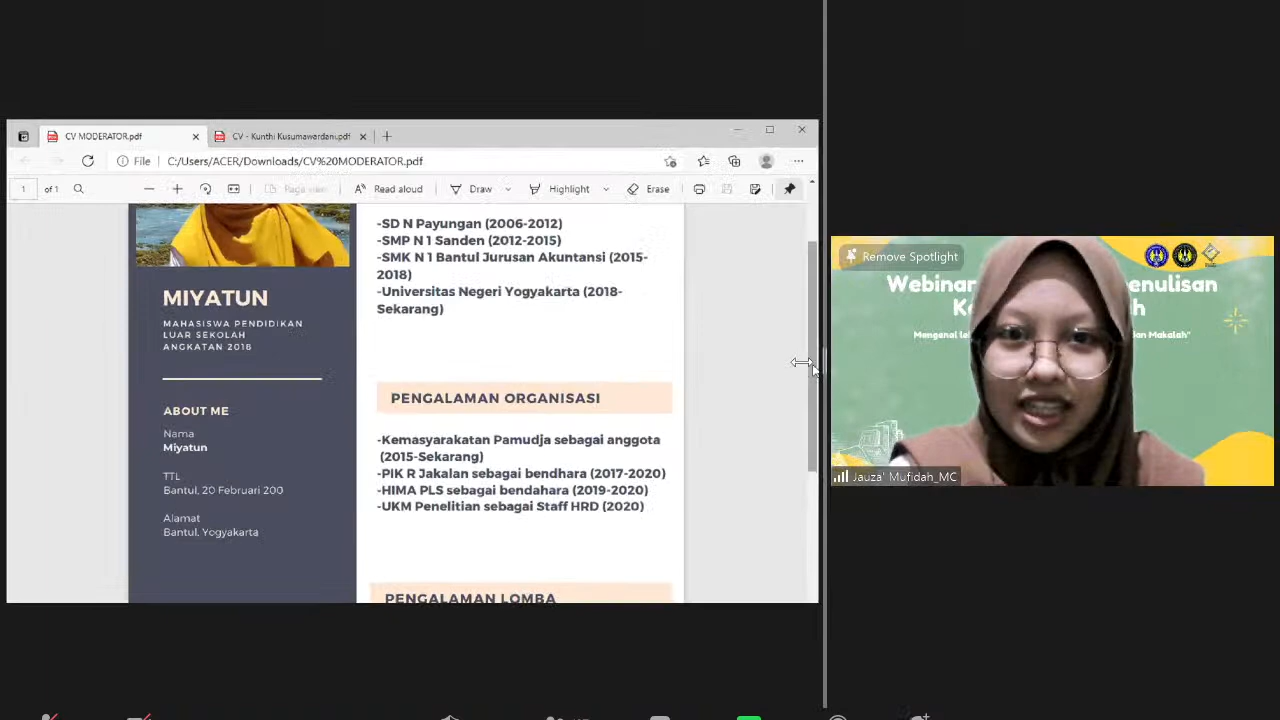 CV MODERATOR.pdf
CV - Kunthi Kusumawardani.pdf
File
C:/Users/ACER/Downloads/CV%20MODERATOR.pdf
1
of 1
Page view
Read aloud
Draw
Highlight
Erase
MIYATUN
MAHASISWA PENDIDIKAN
LUAR SEKOLAH
ANGKATAN 2018
ABOUT ME
Nama
Miyatun
TTL
Bantul, 20 Februari 200
Alamat
Bantul, Yogyakarta
-SD N Payungan (2006-2012)
-SMP N 1 Sanden (2012-2015)
-SMK N 1 Bantul Jurusan Akuntansi (2015-
2018)
-Universitas Negeri Yogyakarta (2018-
Sekarang)
PENGALAMAN ORGANISASI
-Kemasyarakatan Pamudja sebagai anggota
(2015-Sekarang)
-PIK R Jakalan sebagai bendhara (2017-2020)
-HIMA PLS sebagai bendahara (2019-2020)
-UKM Penelitian sebagai Staff HRD (2020)
PENGALAMAN LOMBA
Remove Spotlight
Webinar
Mengenal
dan Makalah"
Jauza' Mufidah_MC